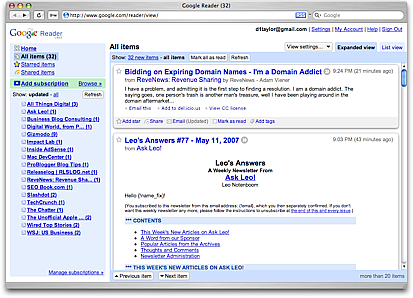 Google Reader (32)
http://www.google.com/reader/view/
Google
Google Reader
dftaylor@gmail.com | Settings | My Account | Help | Sign Out
Home
All items (32)
Starred items
Shared items
Add subscription
Browse »
Show: updated - all
Refresh
All Things Digital (3)
Ask Leo! (1)
Business Blog Consulting (2)
Digital World, from P... (1)
Gizmodo (9)
Impact Lab (1)
Inside AdSense (1)
Mac DevCenter (1)
ProBlogger Blog Tips (1)
Releaselog | RLSLOG.net (1)
ReveNews: Revenue Sha... (1)
SEO Book.com (1)
Slashdot (2)
TechCrunch (1)
The Chatter (1)
The Unofficial Apple ... (2)
Wired Top Stories (2)
WSJ: US Business (2)
Manage subscriptions »
All items
View settings...
Expanded view
List view
Show: 32 new items - all items
Mark all as read
Refresh
Bidding on Expiring Domain Names - I'm a Domain Addict
9:24 PM (21 minutes ago)
from ReveNews: Revenue Sharing by ReveNews - Adam Viener
I have a problem, and admitting it is the first step to finding a resolution. I am a domain addict. The
saying goes, one person's trash is another man's treasure, well I have been playing around in the
domain aftermarket...
Email this
Add to del.icio.us
View CC license
Add star
Share
Email (Updated)
Mark as read
Add tags
Leo's Answers #77 - May 11, 2007
9:03 PM (43 minutes ago)
from Ask Leo!
Leo's Answers
A Weekly Newsletter From
Ask Leo!
Leo Notenboom
Hello {!name_fix}!
[You subscribed to the newsletter from this email address, {!email}, which you then separately confirmed. If you don't
want this weekly newsletter any more, please follow the instructions to unsubscribe at the end of this and every issue.]
*** CONTENTS
This Week's New Articles on Ask Leo!
A Word from our Sponsor
Popular Articles from the Archives
Thoughts and Comments
Newsletter Administration
*** THIS WEEK'S NEW ARTICLES ON ASK LEO!
Previous item
Next item
more than 20 items